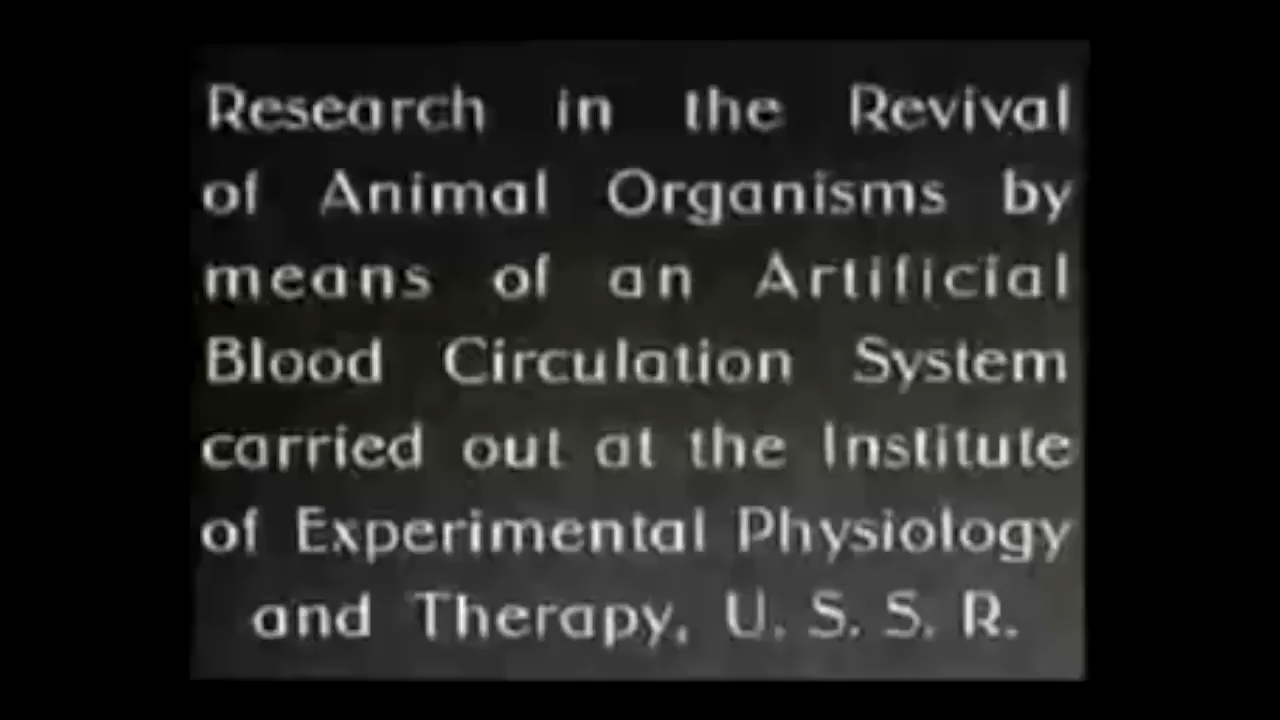 Research in the Revival
of Animal Organisms by
means of an Artificial
Blood Circulation System
carried out at the Institute
of Experimental Physiology
and Therapy, U. S. S. R.